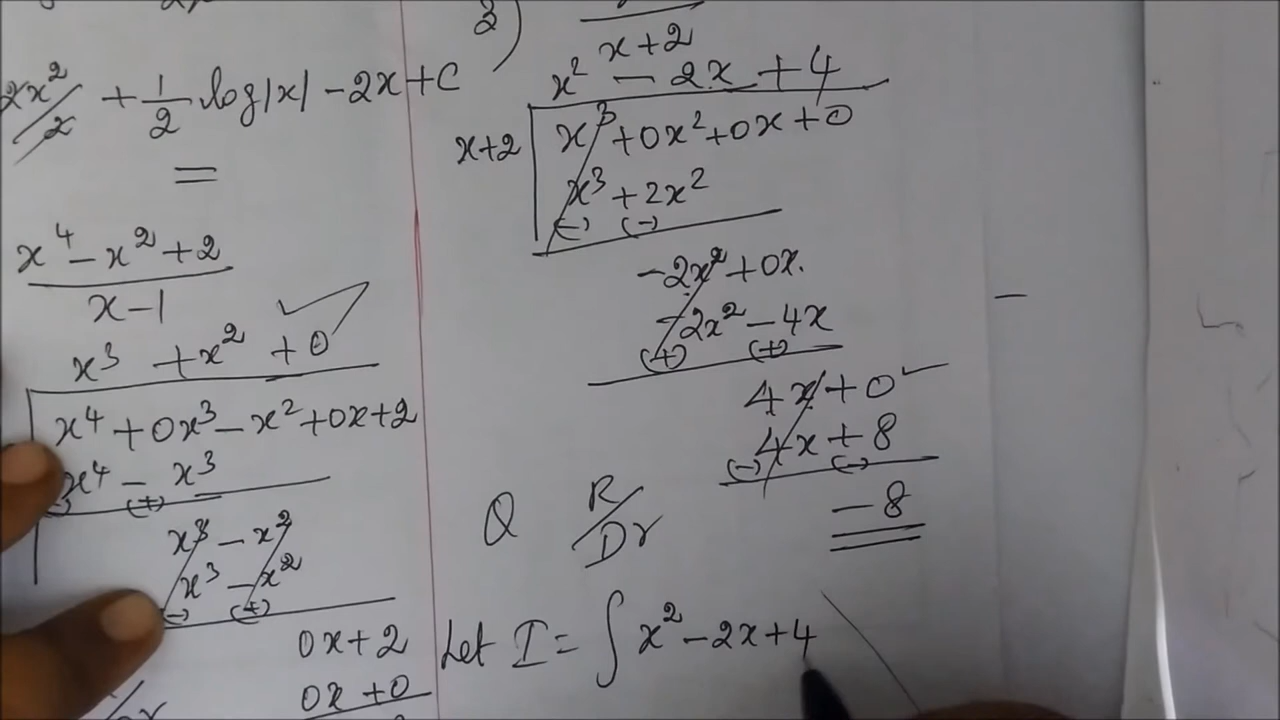 2x²/2 + 1/2 log|x| - 2x + C
=
x⁴ - x² + 2
x - 1
x³ + x² + 0
x⁴ + 0x³ - x² + 0x + 2
x⁴ - x³
(-) (+)
x³ - x²
x³ - x²
(-) (+)
0x + 2
0x + 0
x + 2
x² - 2x + 4
x+2 x³ + 0x² + 0x + 0
x³ + 2x²
(-) (-)
-2x² + 0x.
-2x² - 4x
(+) (+)
4x + 0
4x + 8
(-) (-)
- 8
Q R/Dr
Let I = ∫ x² - 2x + 4